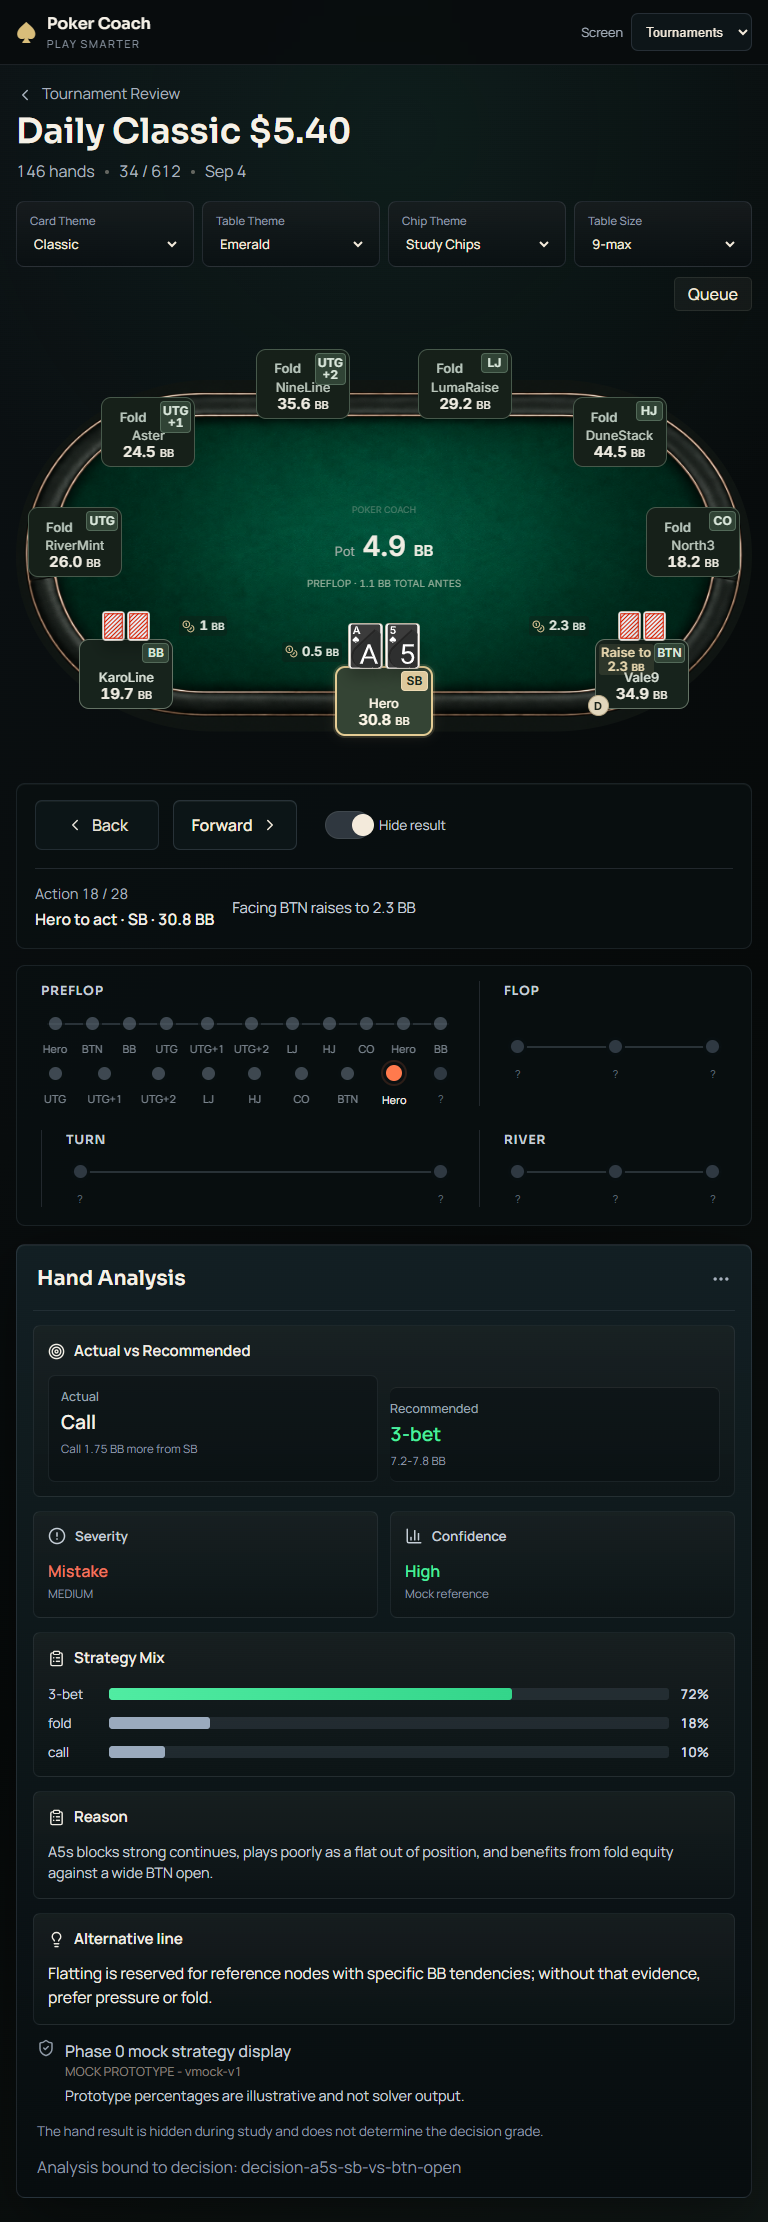 Poker Coach
PLAY SMARTER
Screen
Tournaments
Tournament Review
Daily Classic $5.40
146 hands • 34 / 612 • Sep 4
Card Theme
Classic
Table Theme
Emerald
Chip Theme
Study Chips
Table Size
9-max
Queue
Fold
UTG +2
NineLine
35.6 BB
Fold
LJ
LumaRaise
29.2 BB
Fold
UTG +1
Aster
24.5 BB
Fold
HJ
DuneStack
44.5 BB
Fold
UTG
RiverMint
26.0 BB
Fold
CO
North3
18.2 BB
POKER COACH
Pot 4.9 BB
PREFLOP · 1.1 BB TOTAL ANTES
1 BB
2.3 BB
0.5 BB
BB
KaroLine
19.7 BB
A
A
5
5
SB
Hero
30.8 BB
Raise to 2.3 BB
BTN
Vale9
34.9 BB
D
Back
Forward
Hide result
Action 18 / 28
Hero to act · SB · 30.8 BB
Facing BTN raises to 2.3 BB
PREFLOP
Hero BTN BB UTG UTG+1 UTG+2 LJ HJ CO Hero BB
UTG UTG+1 UTG+2 LJ HJ CO BTN Hero ?
FLOP
? ? ?
TURN
? ?
RIVER
? ? ?
Hand Analysis
Actual vs Recommended
Actual
Call
Call 1.75 BB more from SB
Recommended
3-bet
7.2-7.8 BB
Severity
Mistake
MEDIUM
Confidence
High
Mock reference
Strategy Mix
3-bet 72%
fold 18%
call 10%
Reason
A5s blocks strong continues, plays poorly as a flat out of position, and benefits from fold equity
against a wide BTN open.
Alternative line
Flatting is reserved for reference nodes with specific BB tendencies; without that evidence,
prefer pressure or fold.
Phase 0 mock strategy display
MOCK PROTOTYPE - vmock-v1
Prototype percentages are illustrative and not solver output.
The hand result is hidden during study and does not determine the decision grade.
Analysis bound to decision: decision-a5s-sb-vs-btn-open